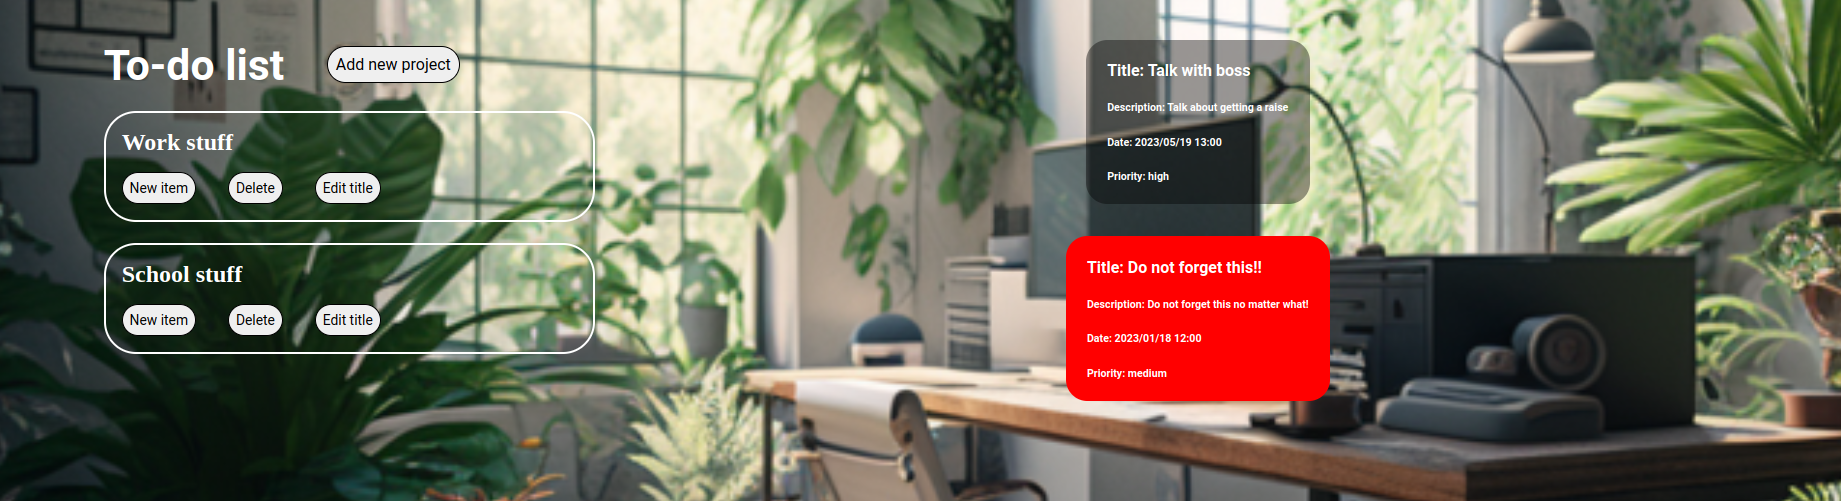 To-do list
Add new project
Work stuff
New item
Delete
Edit title
School stuff
New item
Delete
Edit title
Title: Talk with boss
Description: Talk about getting a raise
Date: 2023/05/19 13:00
Priority: high
Title: Do not forget this!!
Description: Do not forget this no matter what!
Date: 2023/01/18 12:00
Priority: medium